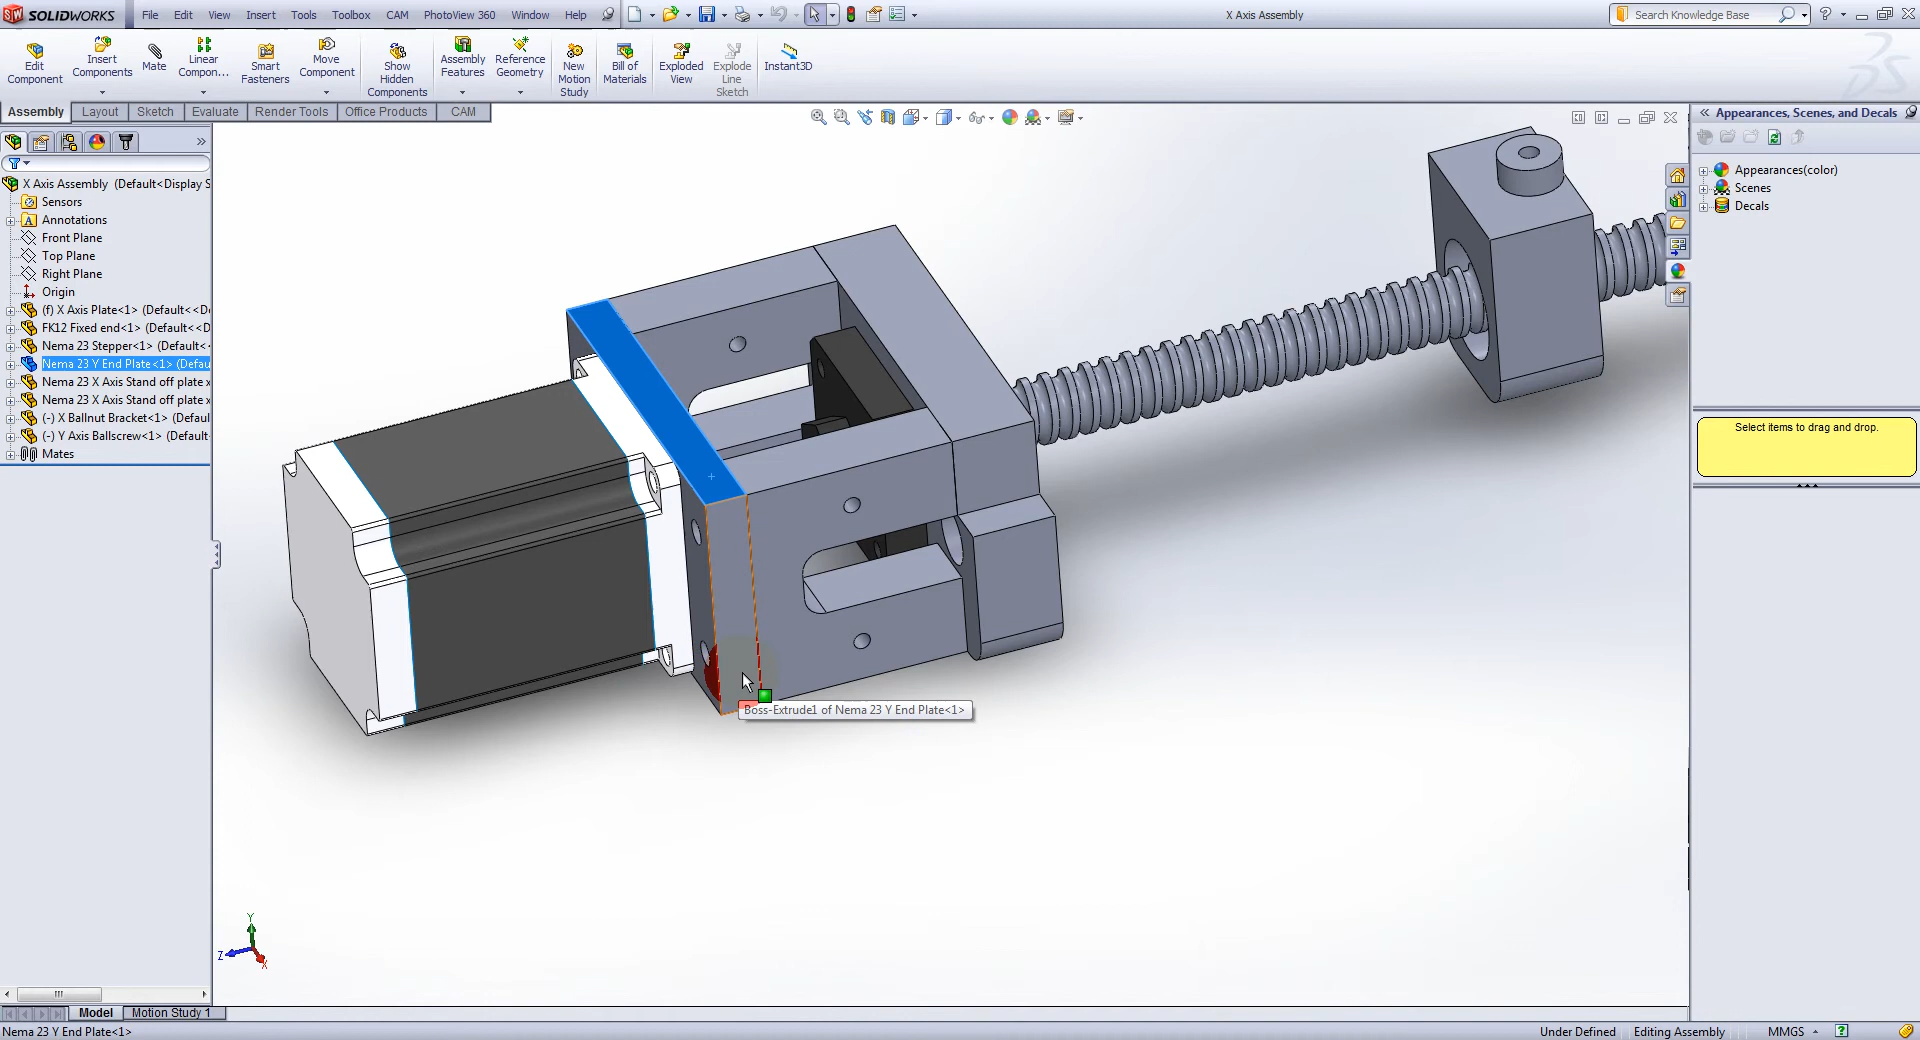 SW SOLIDWORKS File Edit View Insert Tools Toolbox CAM PhotoView 360 Window Help X Axis Assembly Search Knowledge Base ?
Edit Component
Insert Components
Mate
Linear Compon...
Smart Fasteners
Move Component
Show Hidden Components
Assembly Features
Reference Geometry
New Motion Study
Bill of Materials
Exploded View
Explode Line Sketch
Instant3D
Assembly Layout Sketch Evaluate Render Tools Office Products CAM
X Axis Assembly (Default<Display S
Sensors
A Annotations
Front Plane
Top Plane
Right Plane
Origin
(f) X Axis Plate<1> (Default<<D
FK12 Fixed end<1> (Default<<D
Nema 23 Stepper<1> (Default<<
Nema 23 Y End Plate<1> (Defau
Nema 23 X Axis Stand off plate x
Nema 23 X Axis Stand off plate x
(-) X Ballnut Bracket<1> (Defaul
(-) Y Axis Ballscrew<1> (Default
Mates
Boss-Extrude1 of Nema 23 Y End Plate<1>
Y
Z
X
Appearances, Scenes, and Decals
Appearances(color)
Scenes
Decals
Select items to drag and drop.
Model Motion Study 1
Nema 23 Y End Plate<1> Under Defined Editing Assembly MMGS ?